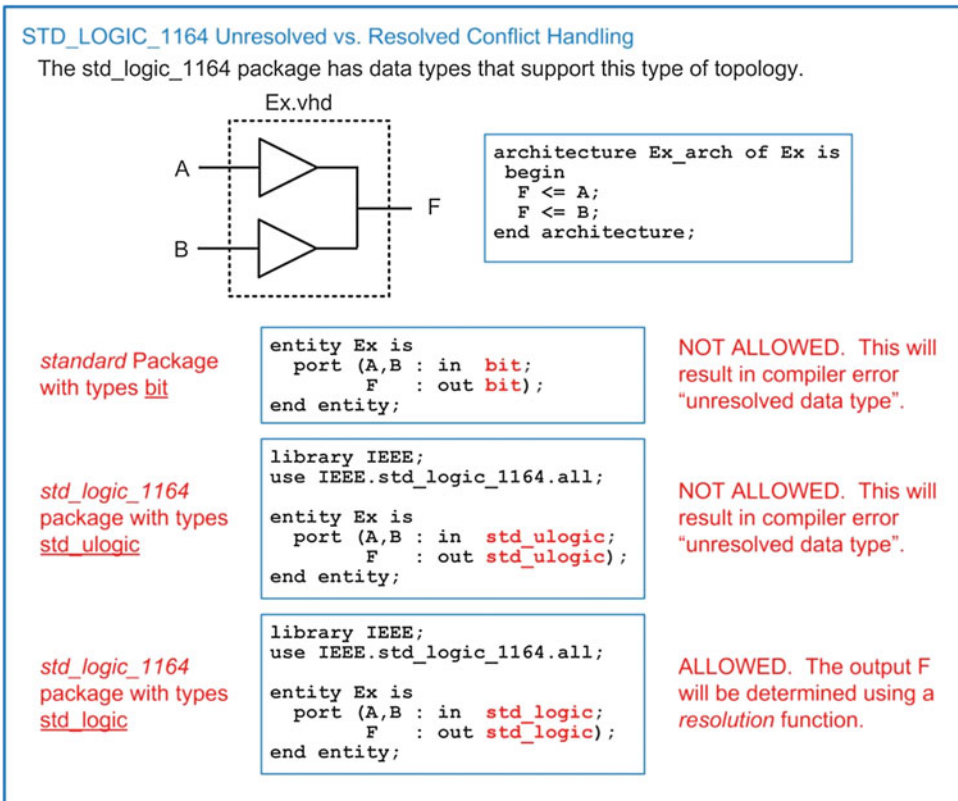 STD_LOGIC_1164 Unresolved vs. Resolved Conflict Handling
The std_logic_1164 package has data types that support this type of topology.
Ex.vhd
A
B
F
architecture Ex_arch of Ex is
begin
F <= A;
F <= B;
end architecture;
standard Package
with types bit
entity Ex is
port (A,B : in bit;
F : out bit);
end entity;
NOT ALLOWED. This will
result in compiler error
“unresolved data type”.
std_logic_1164
package with types
std_ulogic
library IEEE;
use IEEE.std_logic_1164.all;
entity Ex is
port (A,B : in std_ulogic;
F : out std_ulogic);
end entity;
NOT ALLOWED. This will
result in compiler error
“unresolved data type”.
std_logic_1164
package with types
std_logic
library IEEE;
use IEEE.std_logic_1164.all;
entity Ex is
port (A,B : in std_logic;
F : out std_logic);
end entity;
ALLOWED. The output F
will be determined using a
resolution function.